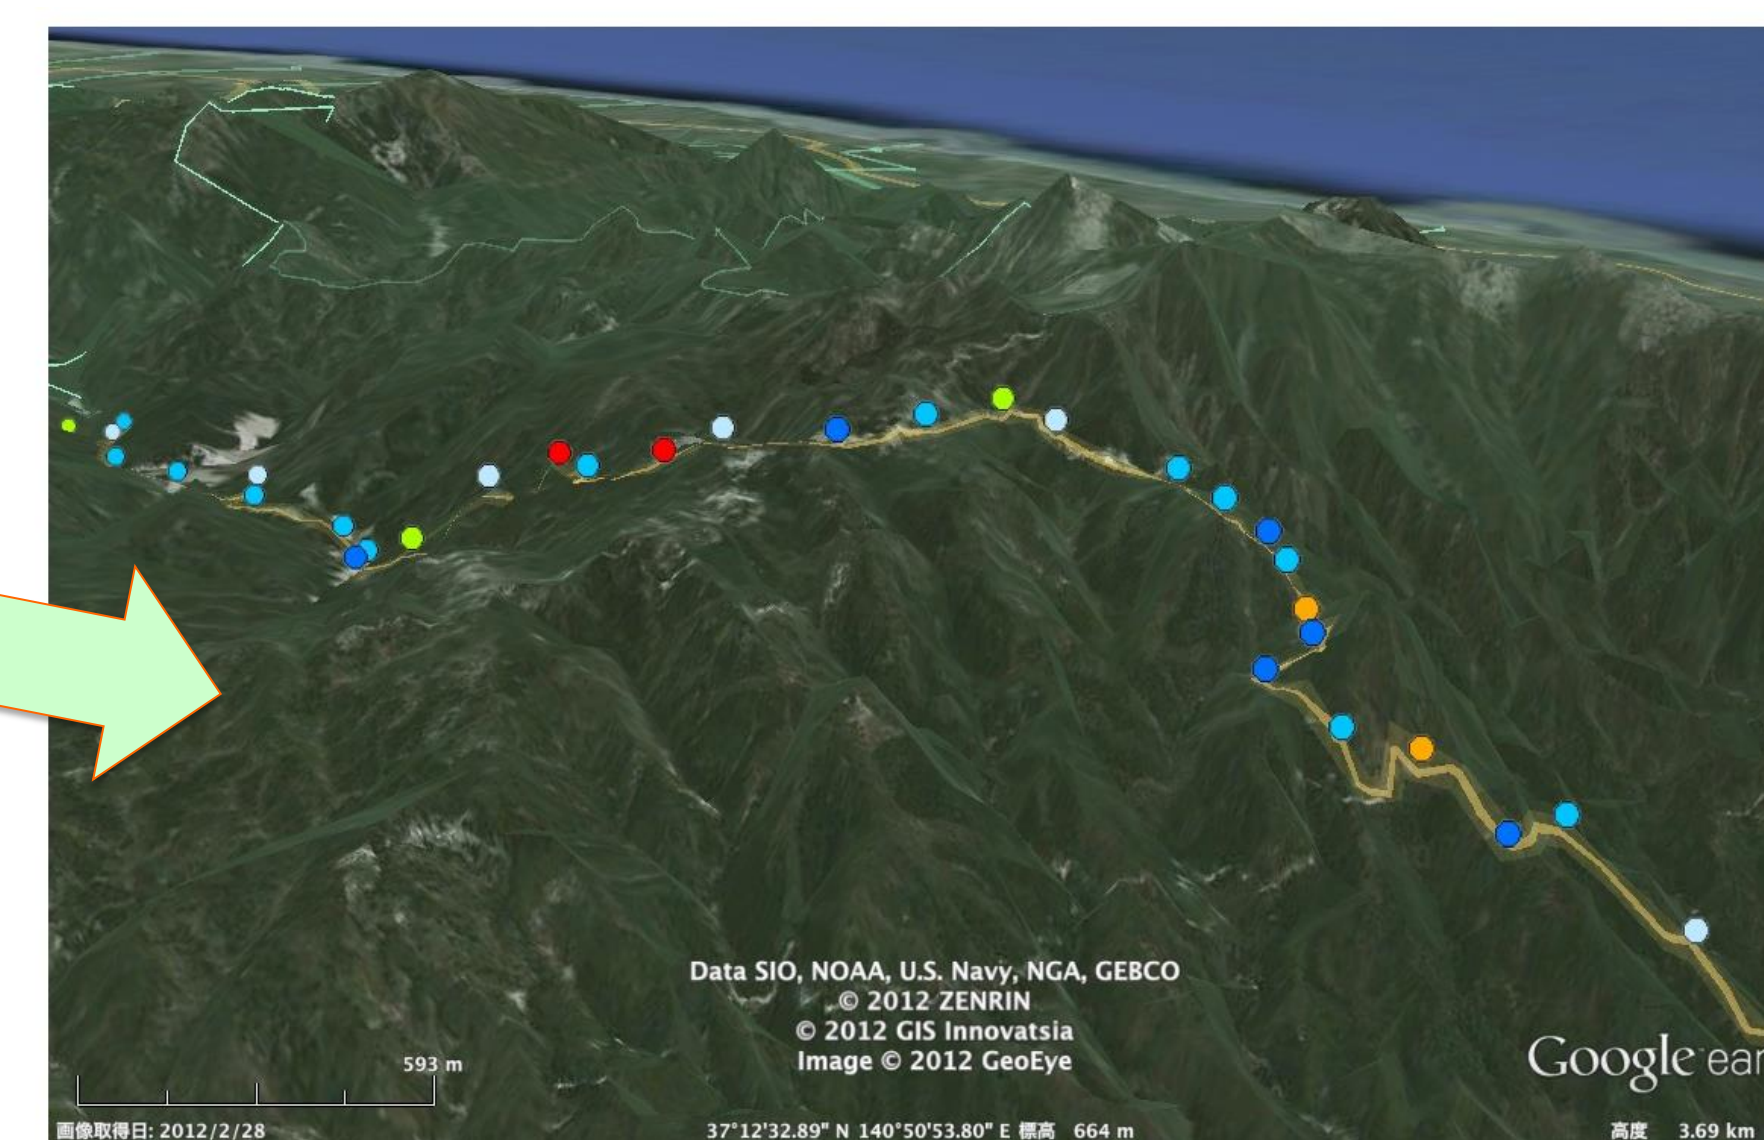 Data SIO, NOAA, U.S. Navy, NGA, GEBCO
© 2012 ZENRIN
© 2012 GIS Innovatsia
Image © 2012 GeoEye
Google ear
593 m
画像取得日: 2012/2/28
37°12'32.89" N 140°50'53.80" E 標高 664 m
高度 3.69 km